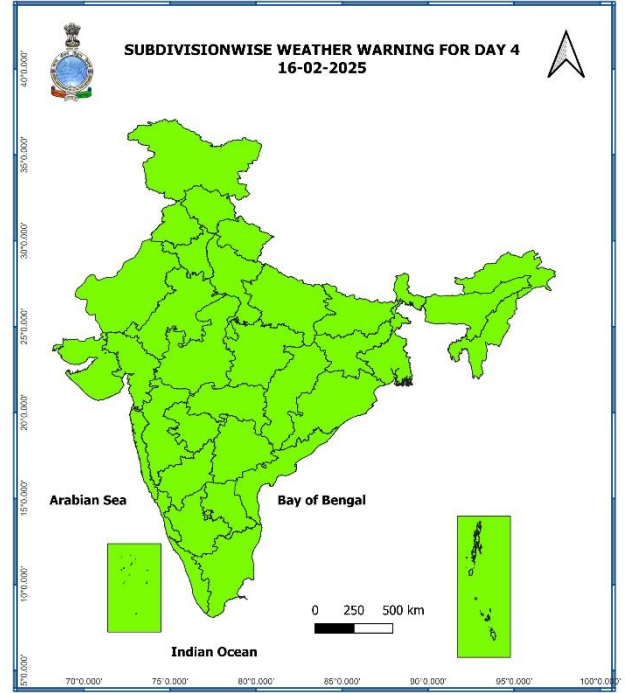 SUBDIVISIONWISE WEATHER WARNING FOR DAY 4
16-02-2025
40°0.000'
35°0.000'
30°0.000'
25°0.000'
20°0.000'
15°0.000'
10°0.000'
5°0.000'
Arabian Sea
Bay of Bengal
0 250 500 km
Indian Ocean
70°0.000' 75°0.000' 80°0.000' 85°0.000' 90°0.000' 95°0.000' 100°0.000'